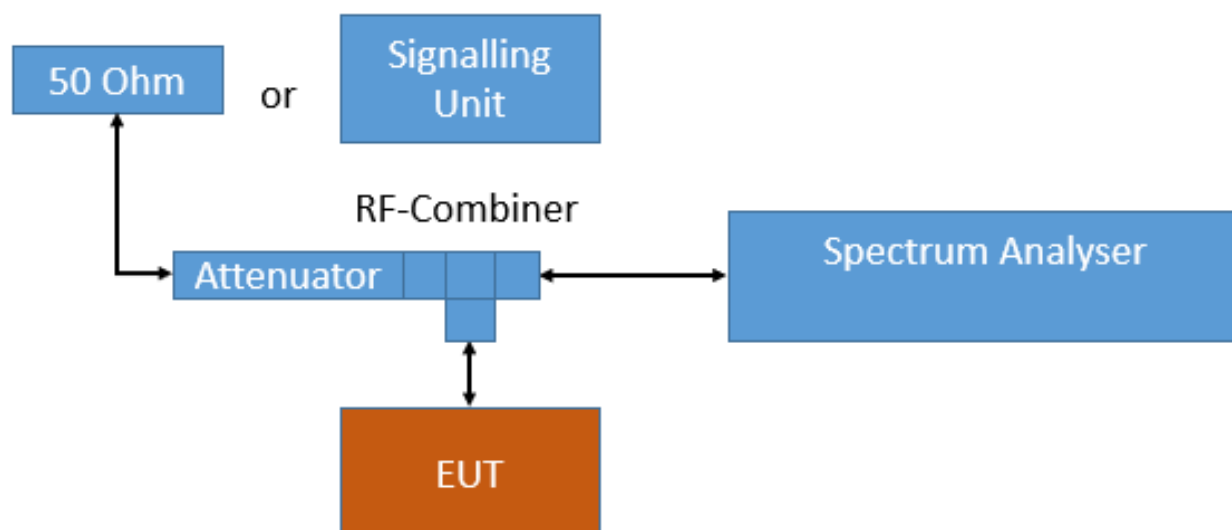 50 Ohm
or
Signalling
Unit
RF-Combiner
Attenuator
Spectrum Analyser
EUT